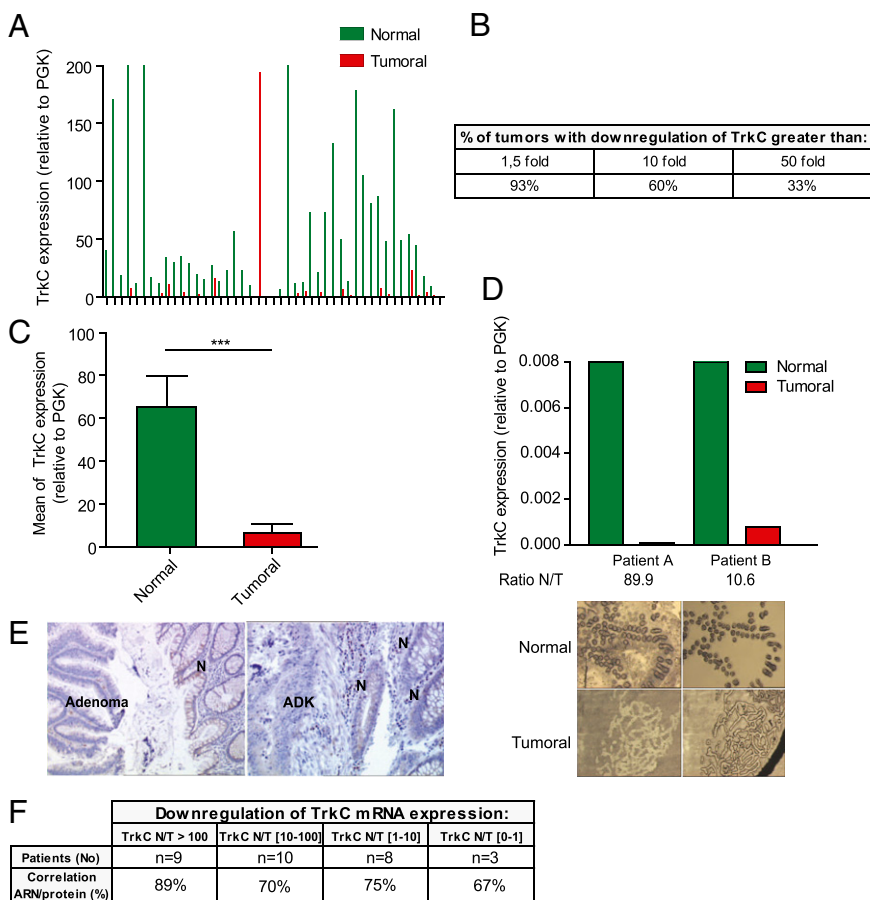 A
Normal
Tumoral
TrkC expression (relative to PGK)
200
150
100
50
0
B
% of tumors with downregulation of TrkC greater than:
1,5 fold 10 fold 50 fold
93% 60% 33%
C
Mean of TrkC expression
(relative to PGK)
100
80
60
40
20
0
***
Normal
Tumoral
D
TrkC expression (relative to PGK)
0.008
0.006
0.004
0.002
0.000
Normal
Tumoral
Patient A Patient B
Ratio N/T 89.9 10.6
Normal
Tumoral
E
Adenoma
N
ADK
N
N
N
F
Downregulation of TrkC mRNA expression:
TrkC N/T > 100 TrkC N/T [10-100] TrkC N/T [1-10] TrkC N/T [0-1]
Patients (No) n=9 n=10 n=8 n=3
Correlation
ARN/protein (%) 89% 70% 75% 67%